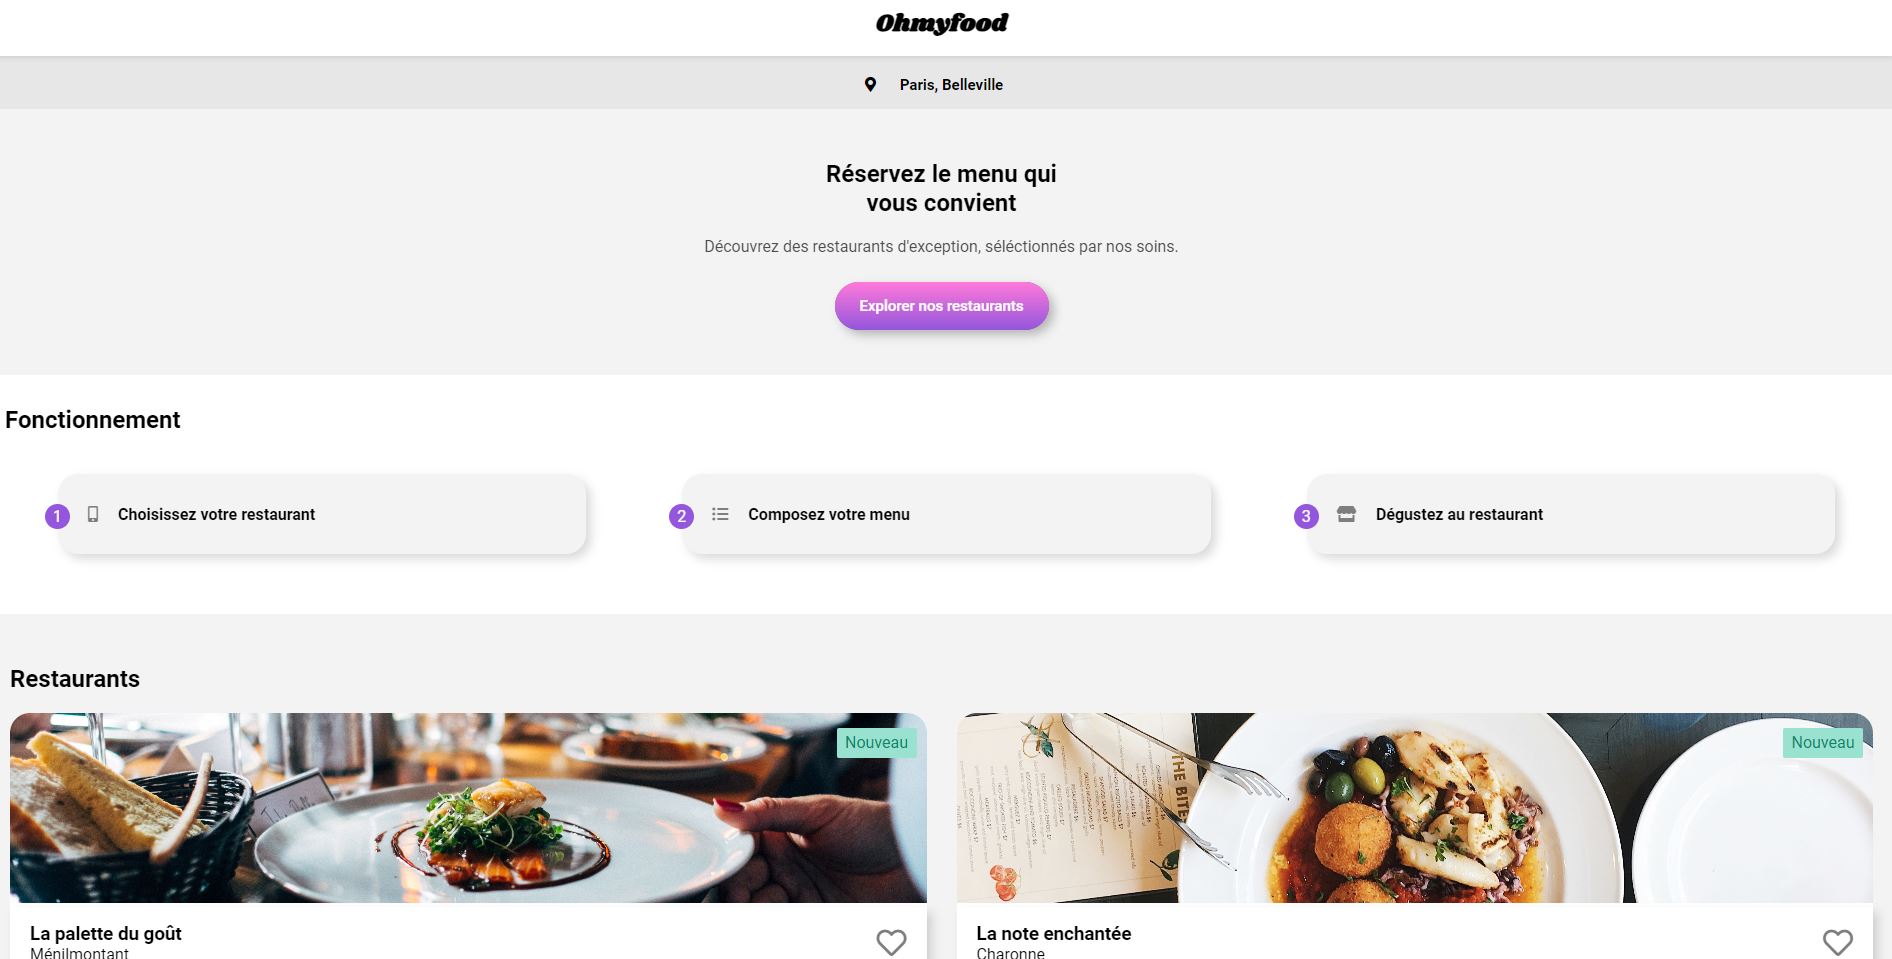 Ohmyfood
Paris, Belleville
Réservez le menu qui
vous convient
Découvrez des restaurants d'exception, séléctionnés par nos soins.
Explorer nos restaurants
Fonctionnement
1 Choisissez votre restaurant
2 Composez votre menu
3 Dégustez au restaurant
Restaurants
Nouveau
THE BITE
Nouveau
La palette du goût
Ménilmontant
La note enchantée
Charonne